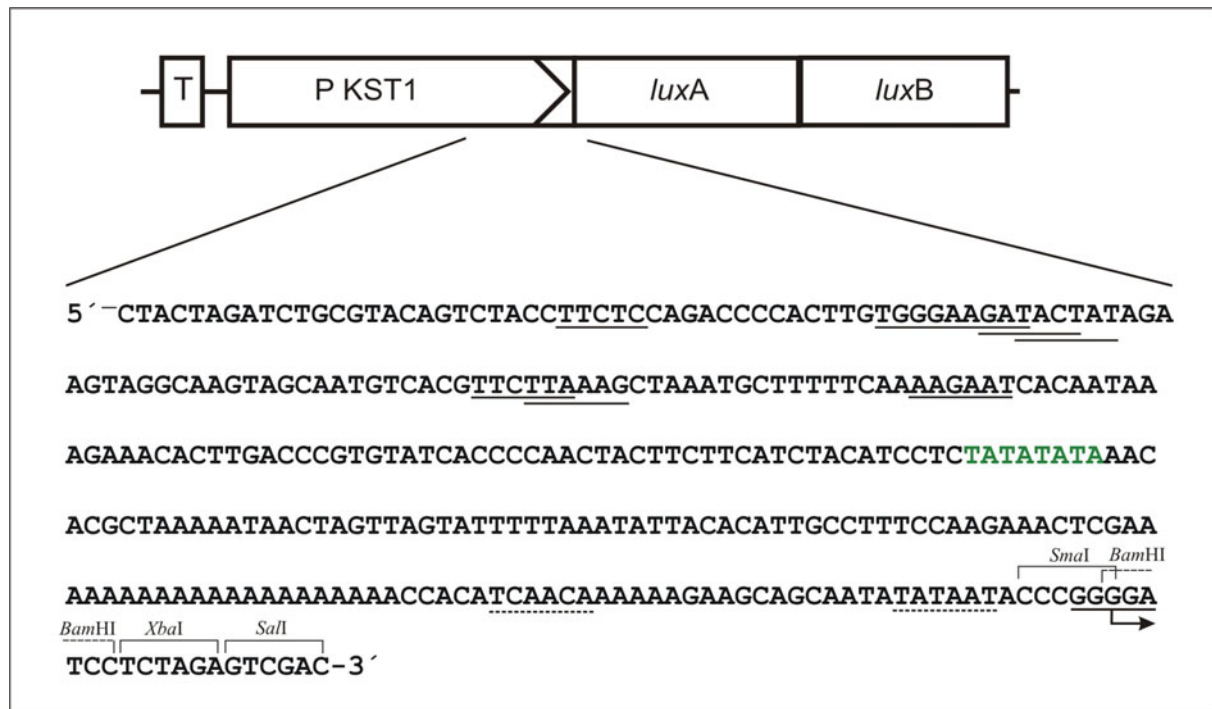 T P KST1 luxA luxB
5´–CTACTAGATCTGCGTACAGTCTACCTTCTCCAGACCCCACTTGTGGGAAGATACTATAGA
AGTAGGCAAGTAGCAATGTCACGTTCTTAAAGCTAAATGCTTTTTCAAAAGAATCACAATAA
AGAAACACTTGACCCGTGTATCACCCCAACTACTTCTTCATCTACATCCTCTATATATAAAC
ACGCTAAAAATAACTAGTTAGTATTTTTAAATATTACACATTGCCTTTCCAAGAAACTCGAA
SmaI BamHI
AAAAAAAAAAAAAAAAAAACCACATCAACAAAAAAGAAGCAGCAATATATAATACCCGGGGA
BamHI XbaI SalI
TCCTCTAGAGTCGAC-3´